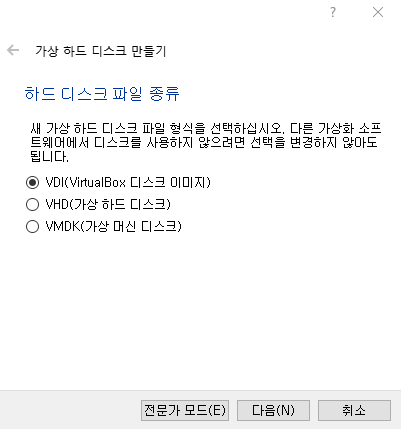 ?
가상 하드 디스크 만들기
하드 디스크 파일 종류
새 가상 하드 디스크 파일 형식을 선택하십시오. 다른 가상화 소프
트웨어에서 디스크를 사용하지 않으려면 선택을 변경하지 않아도
됩니다.
VDI(VirtualBox 디스크 이미지)
VHD(가상 하드 디스크)
VMDK(가상 머신 디스크)
전문가 모드(E) 다음(N) 취소